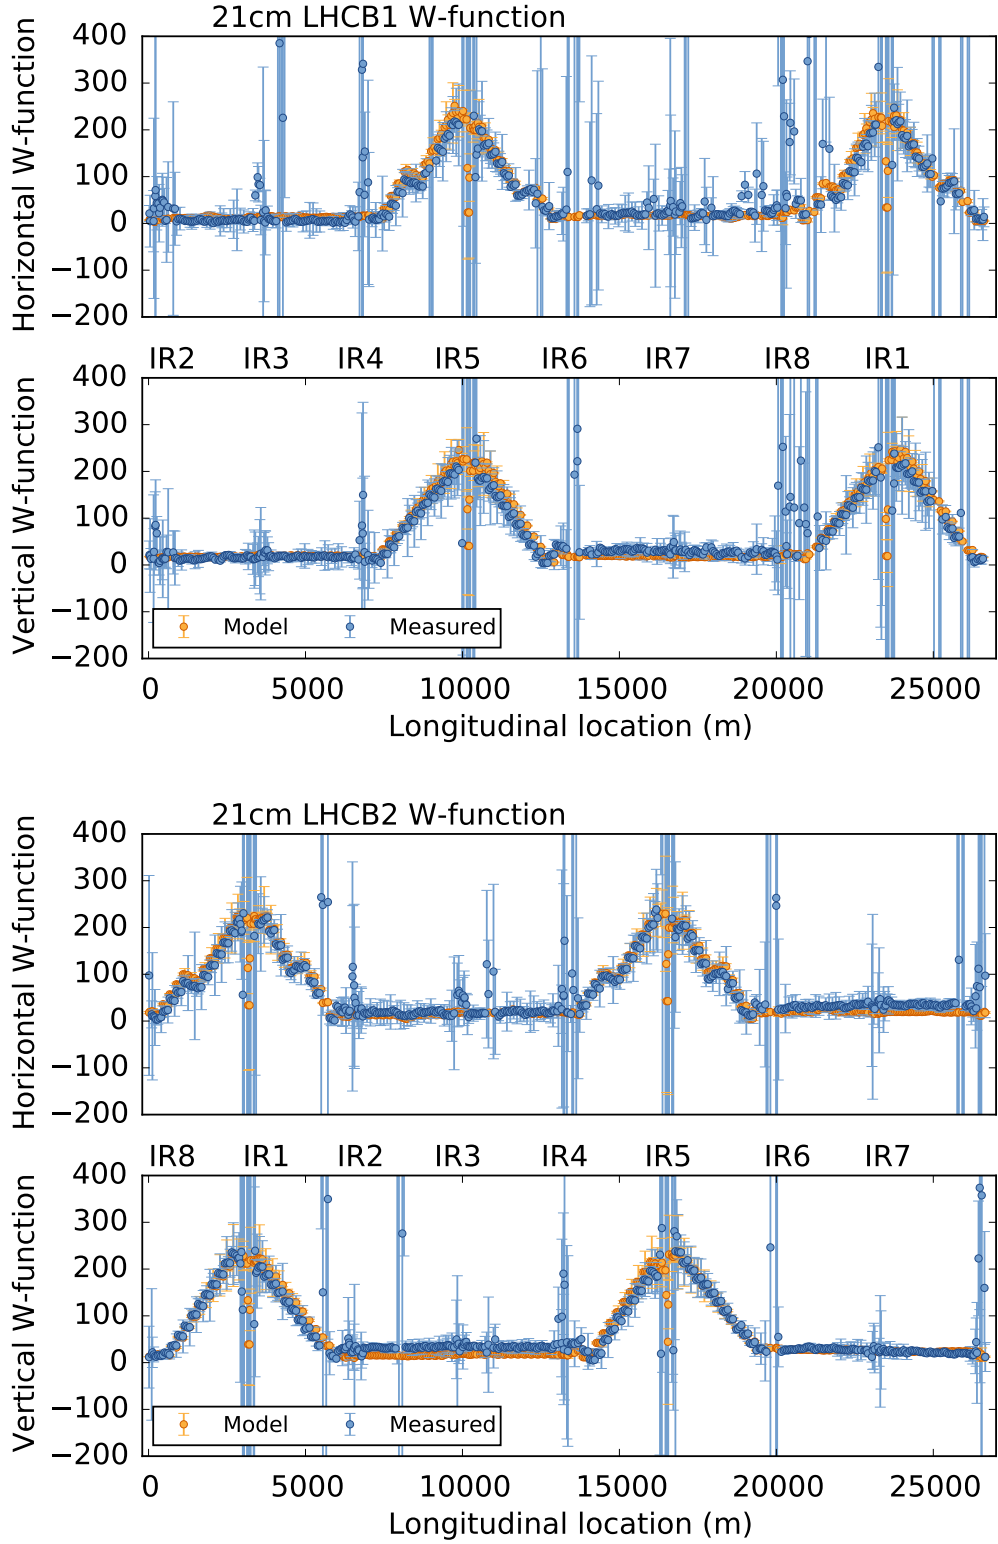 21cm LHCB1 W-function
Horizontal W-function
400
300
200
100
0
−100
−200
IR2 IR3 IR4 IR5 IR6 IR7 IR8 IR1
Vertical W-function
400
300
200
100
0
−100
−200
Model Measured
0 5000 10000 15000 20000 25000
Longitudinal location (m)
21cm LHCB2 W-function
Horizontal W-function
400
300
200
100
0
−100
−200
IR8 IR1 IR2 IR3 IR4 IR5 IR6 IR7
Vertical W-function
400
300
200
100
0
−100
−200
Model Measured
0 5000 10000 15000 20000 25000
Longitudinal location (m)